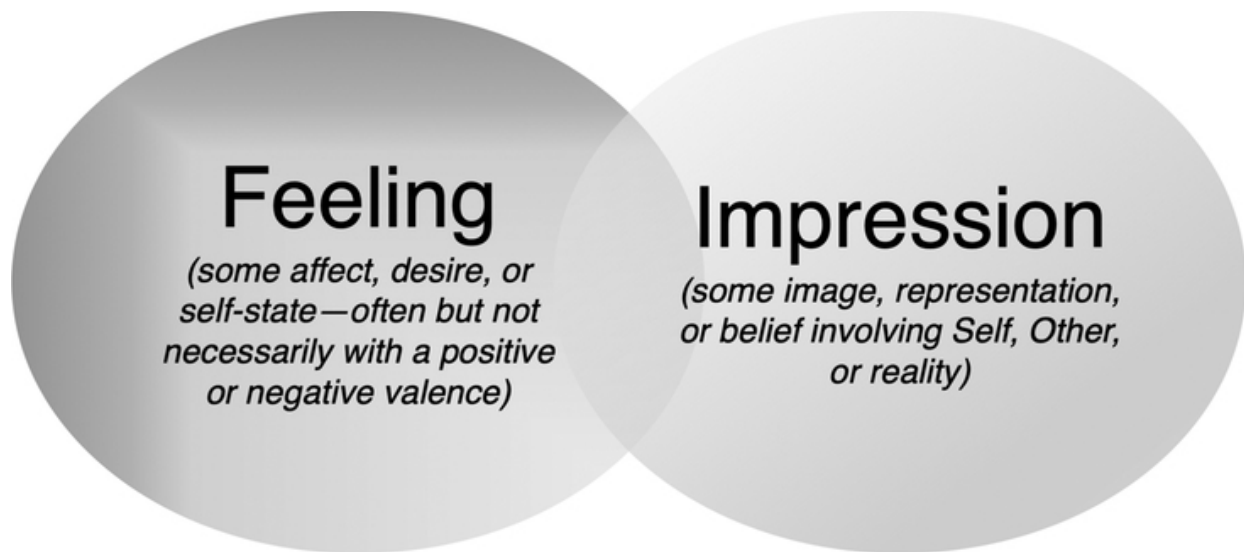 Feeling
(some affect, desire, or
self-state—often but not
necessarily with a positive
or negative valence)
Impression
(some image, representation,
or belief involving Self, Other,
or reality)